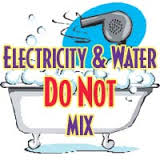 ELECTRICITY & WATER
DO NOT
MIX